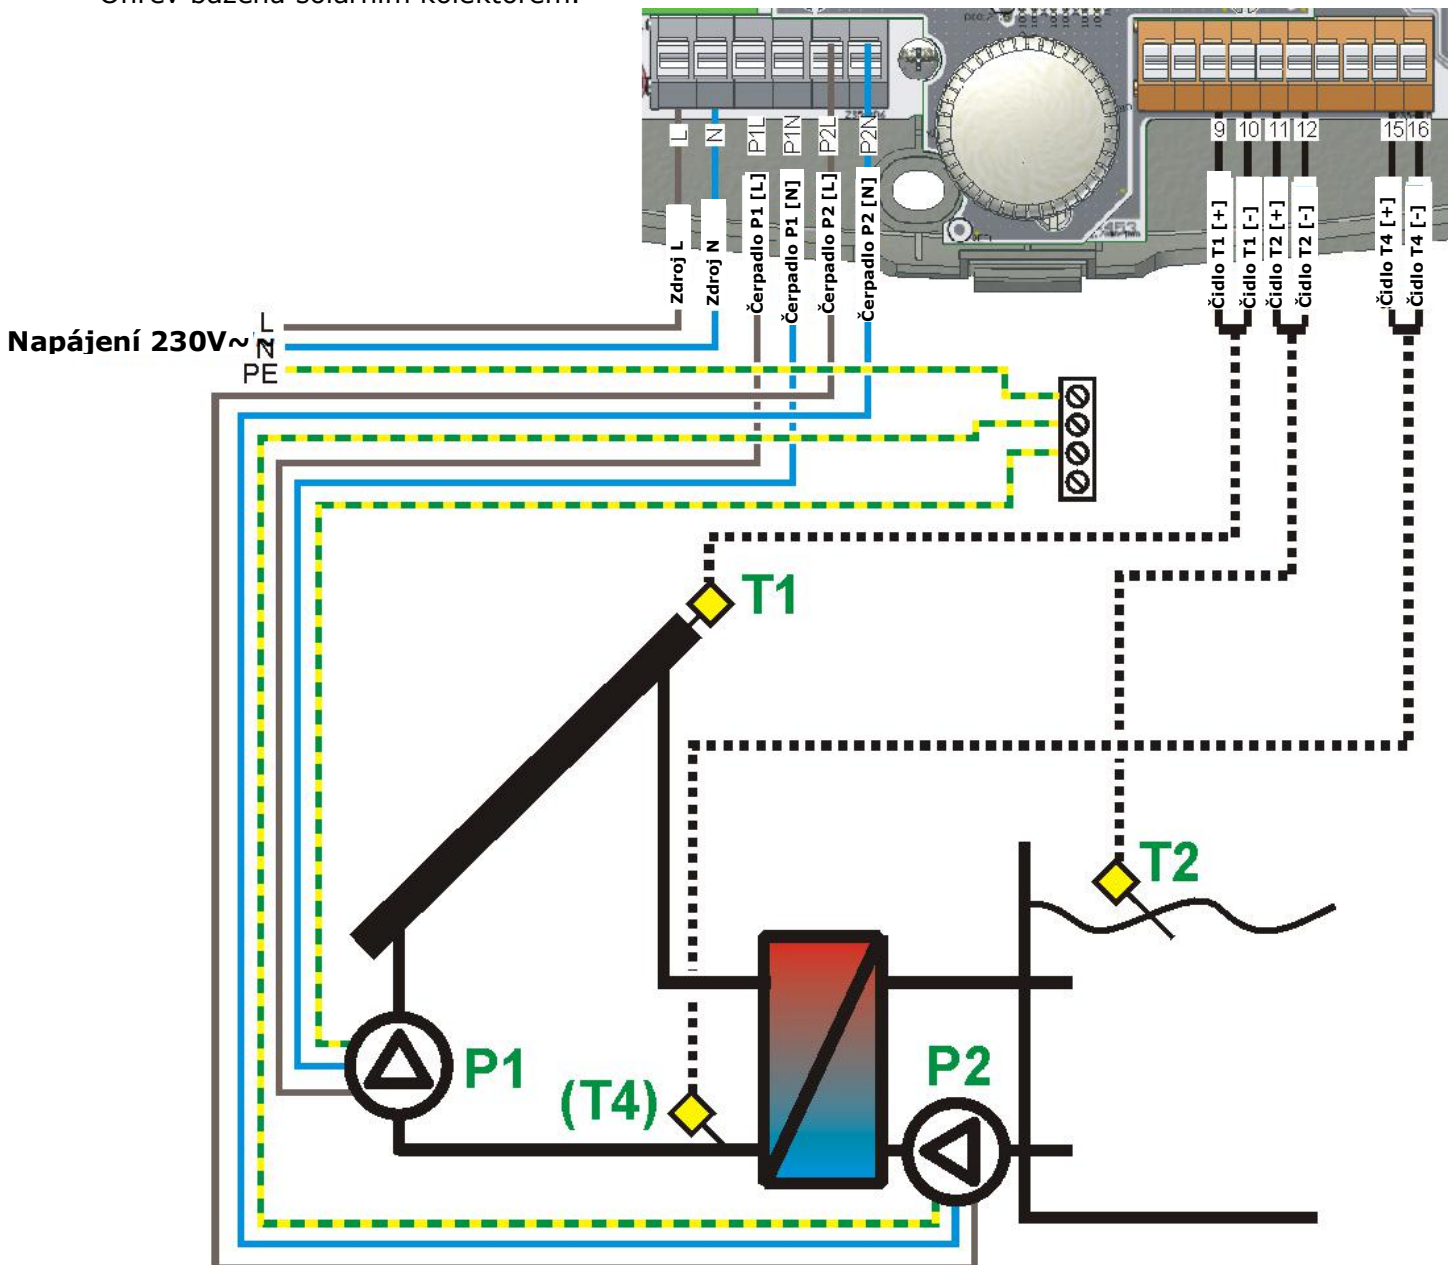 L
N
P1L
P1N
P2L
P2N
9
10
11
12
15
16
Zdroj L
Zdroj N
Čerpadlo P1 [L]
Čerpadlo P1 [N]
Čerpadlo P2 [L]
Čerpadlo P2 [N]
Čidlo T1 [+]
Čidlo T1 [-]
Čidlo T2 [+]
Čidlo T2 [-]
Čidlo T4 [+]
Čidlo T4 [-]
Napájení 230V~
L
N
PE
T1
T2
P1
(T4)
P2